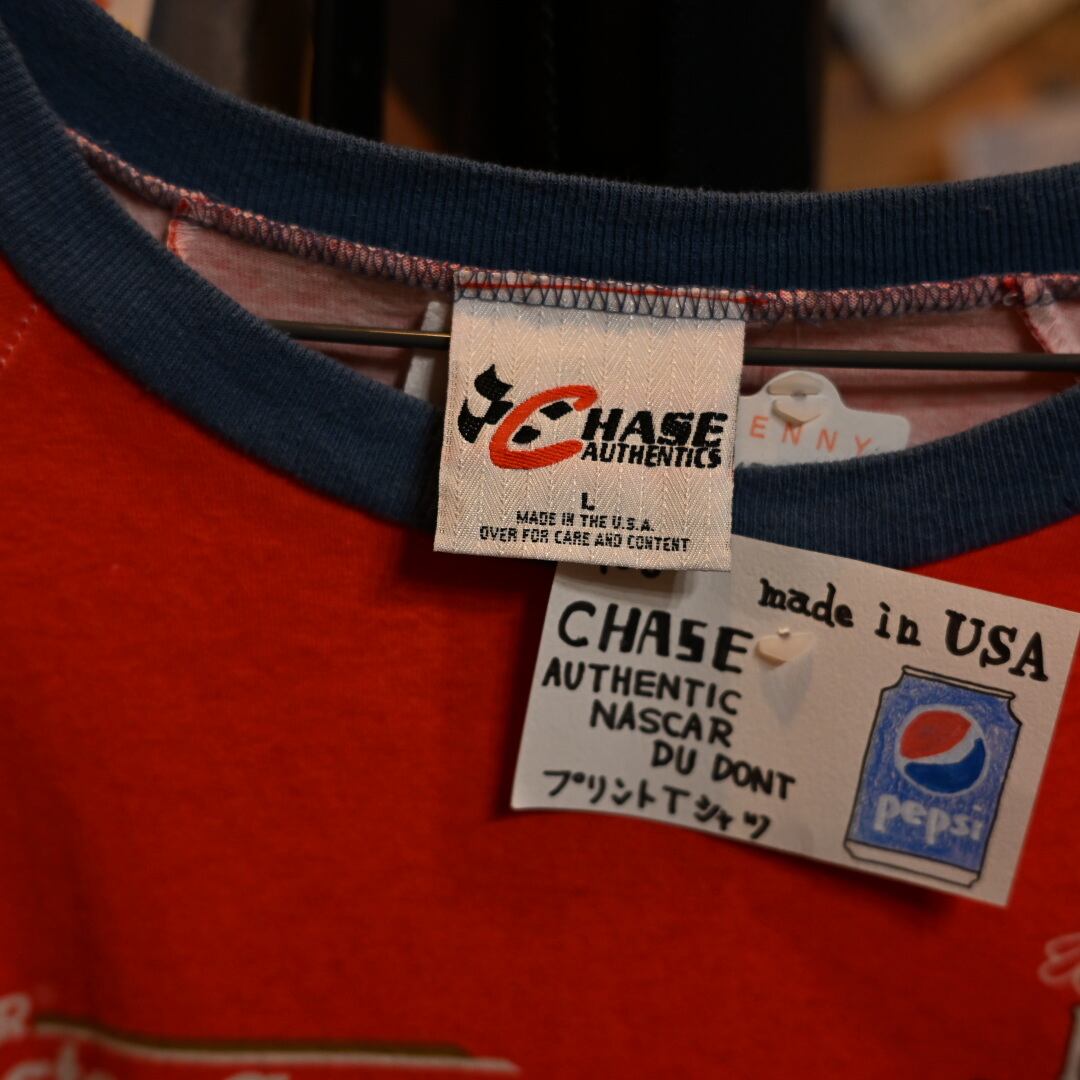 CHASE
AUTHENTICS
L
MADE IN THE U.S.A.
OVER FOR CARE AND CONTENT
ENNY
made in USA
CHASE
AUTHENTIC
NASCAR
DU DONT
プリントTシャツ
pepsi